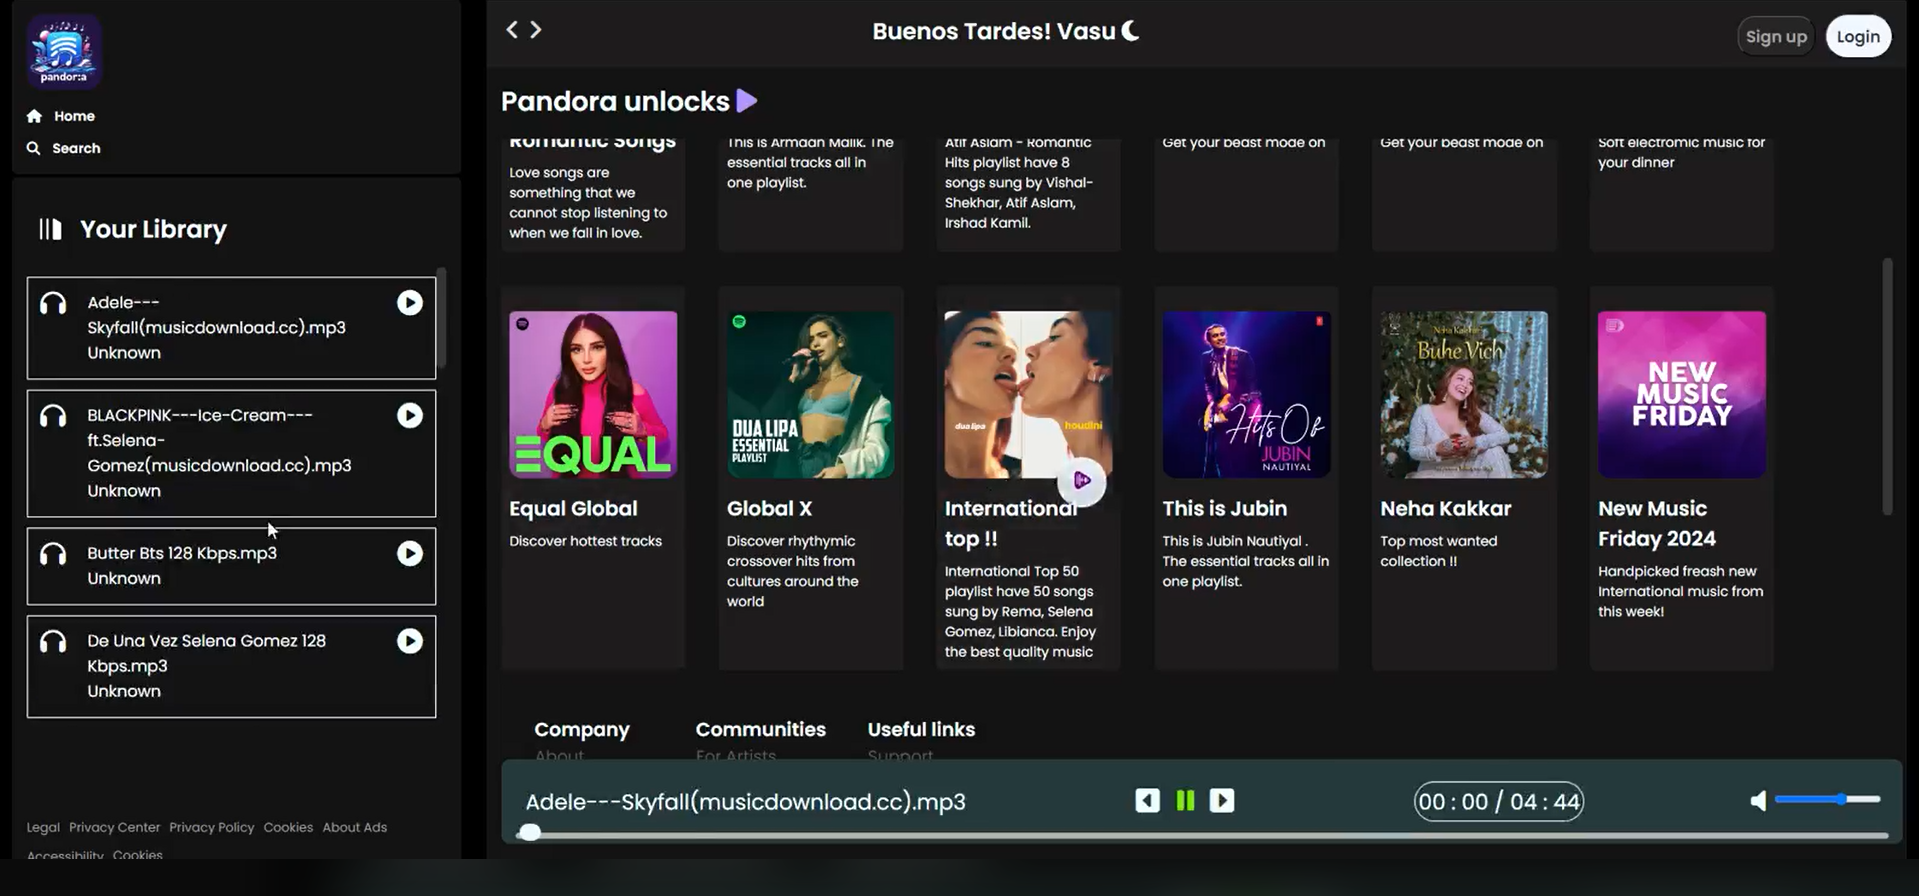 pandor:a
Home
Search
Your Library
Adele---
Skyfall(musicdownload.cc).mp3
Unknown
BLACKPINK---Ice-Cream---
ft.Selena-
Gomez(musicdownload.cc).mp3
Unknown
Butter Bts 128 Kbps.mp3
Unknown
De Una Vez Selena Gomez 128
Kbps.mp3
Unknown
Legal Privacy Center Privacy Policy Cookies About Ads
Accessibility Cookies
Buenos Tardes! Vasu
Sign up
Login
Pandora unlocks
Romantic Songs
Love songs are
something that we
cannot stop listening to
when we fall in love.
This is Armaan Malik. The
essential tracks all in
one playlist.
Atif Aslam - Romantic
Hits playlist have 8
songs sung by Vishal-
Shekhar, Atif Aslam,
Irshad Kamil.
Get your beast mode on
Get your beast mode on
Soft electronic music for
your dinner
EQUAL
Equal Global
Discover hottest tracks
DUA LIPA
ESSENTIAL
PLAYLIST
Global X
Discover rhythmic
crossover hits from
cultures around the
world
dua lipa
houdini
International
top !!
International Top 50
playlist have 50 songs
sung by Rema, Selena
Gomez, Libianca. Enjoy
the best quality music
Hits Of
JUBIN
NAUTIYAL
This is Jubin
This is Jubin Nautiyal .
The essential tracks all in
one playlist.
Neha Kakkar
Buhe Vich
Neha Kakkar
Top most wanted
collection !!
NEW
MUSIC
FRIDAY
New Music
Friday 2024
Handpicked freash new
International music from
this week!
Company
About
Communities
For Artists
Useful links
Support
Adele---Skyfall(musicdownload.cc).mp3
00 : 00 / 04 : 44